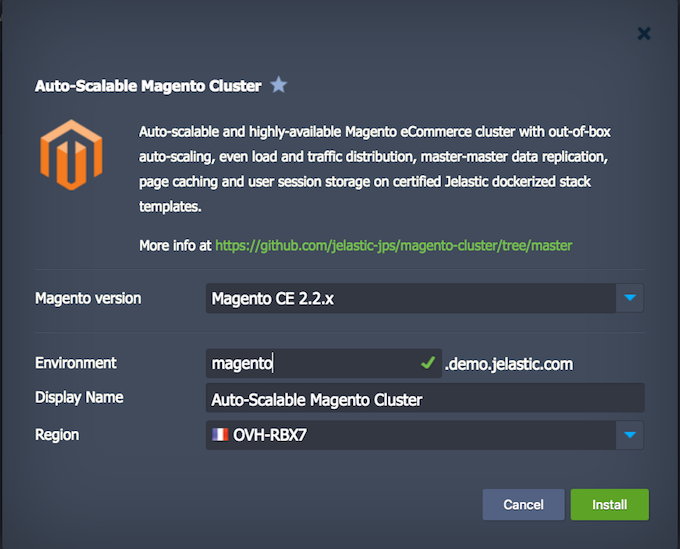 Auto-Scalable Magento Cluster
Auto-scalable and highly-available Magento eCommerce cluster with out-of-box
auto-scaling, even load and traffic distribution, master-master data replication,
page caching and user session storage on certified Jelastic dockerized stack
templates.
More info at https://github.com/jelastic-jps/magento-cluster/tree/master
Magento version Magento CE 2.2.x
Environment magento .demo.jelastic.com
Display Name Auto-Scalable Magento Cluster
Region OVH-RBX7
Cancel Install